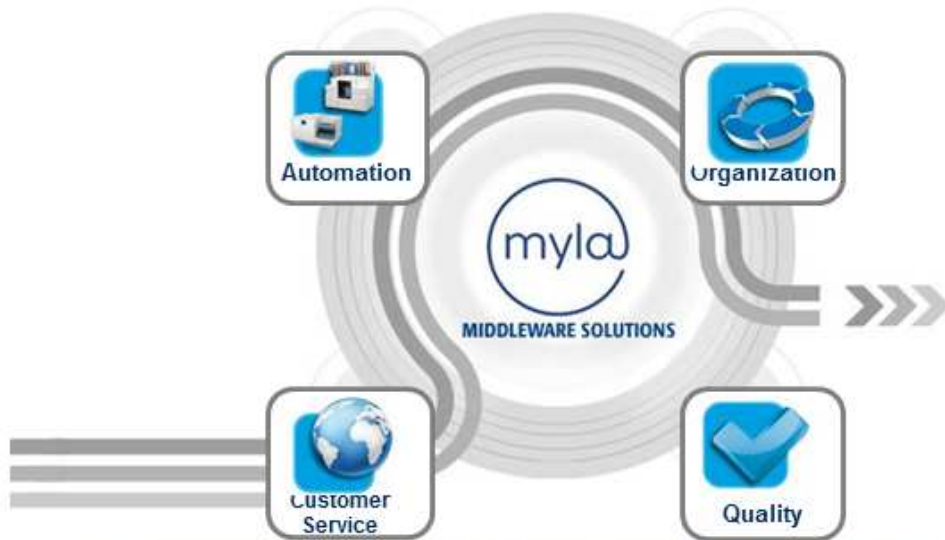 Automation
Organization
myla
MIDDLEWARE SOLUTIONS
Customer
Service
Quality